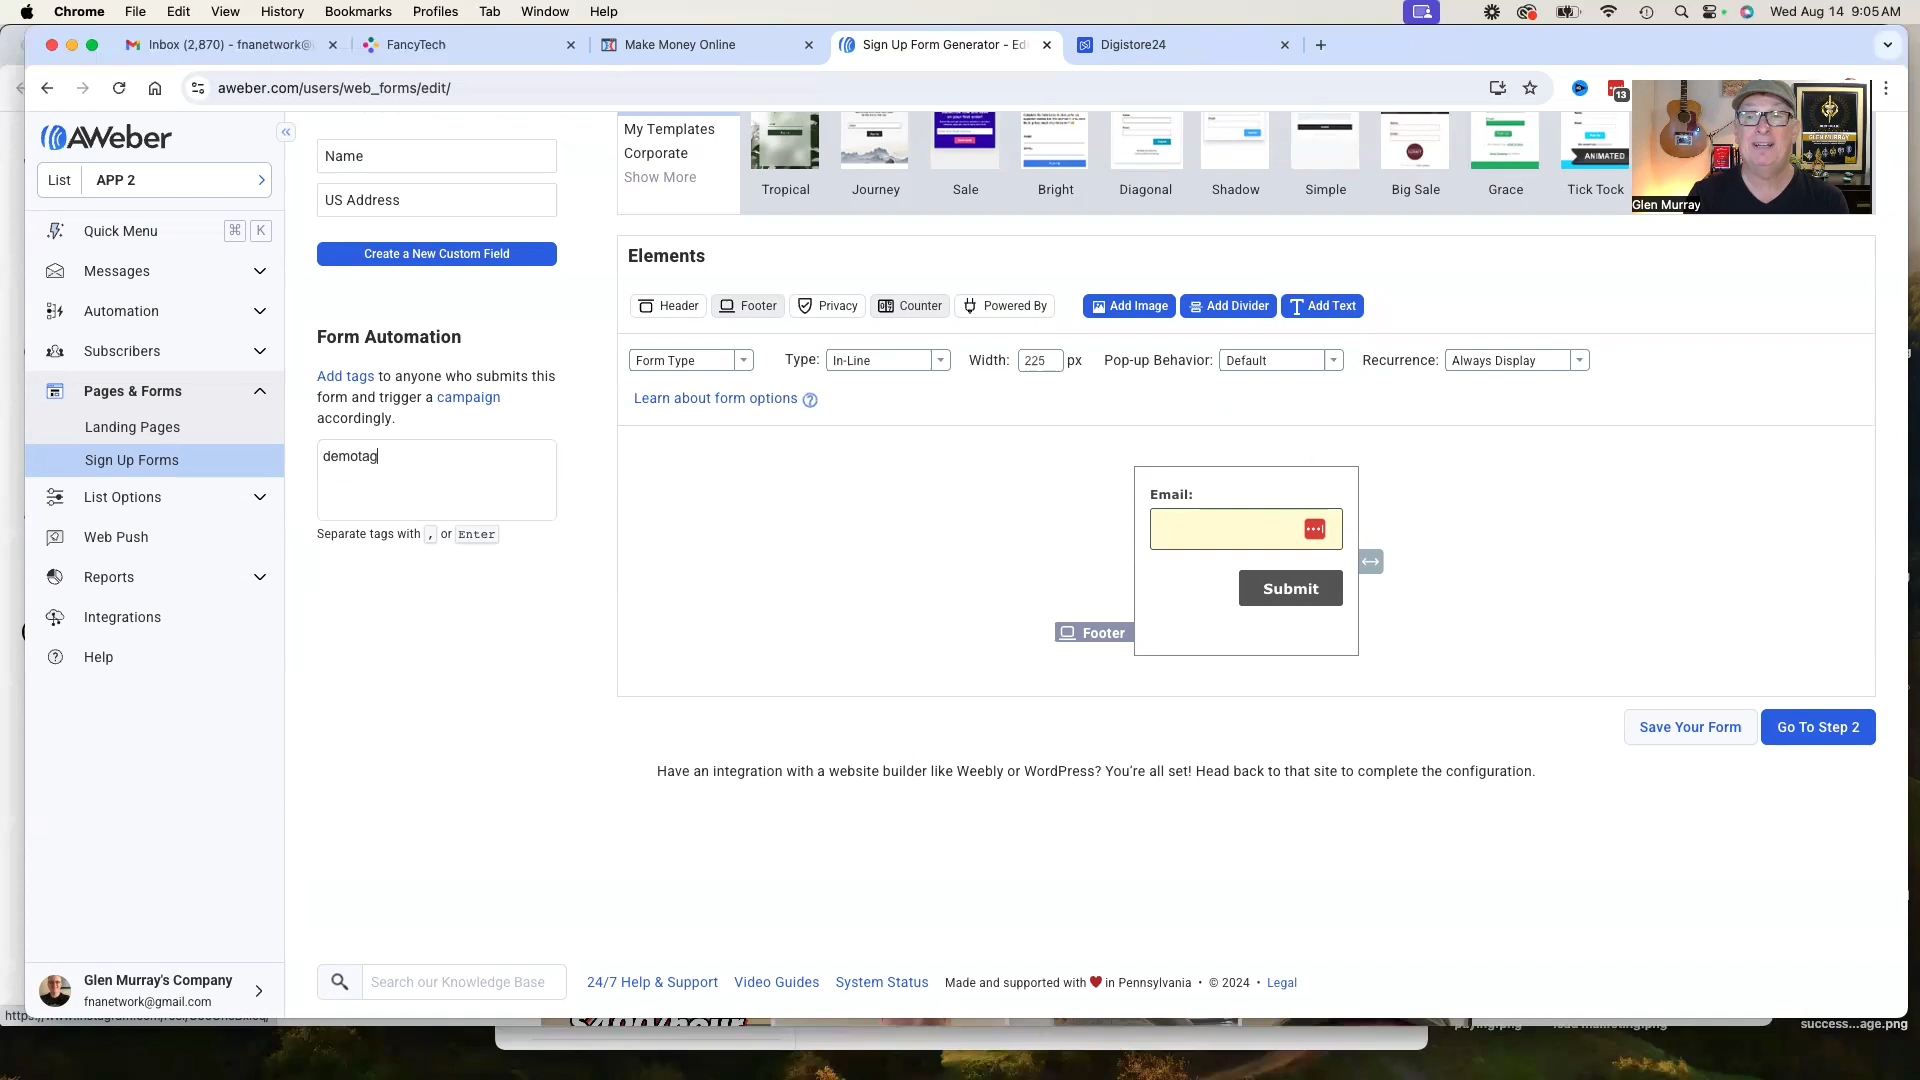 Chrome File Edit View History Bookmarks Profiles Tab Window Help Wed Aug 14 9:05 AM
Inbox (2,870) - fnanetwork@ FancyTech Make Money Online Sign Up Form Generator - Ed Digistore24
aweber.com/users/web_forms/edit/
13
AWeber
List APP 2
Quick Menu ⌘ K
Messages
Automation
Subscribers
Pages & Forms
Landing Pages
Sign Up Forms
List Options
Web Push
Reports
Integrations
Help
Glen Murray's Company
fnanetwork@gmail.com
Name
US Address
Create a New Custom Field
Form Automation
Add tags to anyone who submits this
form and trigger a campaign
accordingly.
demotag
Separate tags with , or Enter
My Templates
Corporate
Show More
Tropical Journey Sale Bright Diagonal Shadow Simple Big Sale Grace Tick Tock
ANIMATED
GLEN MURRAY
Glen Murray
Elements
Header Footer Privacy Counter Powered By Add Image Add Divider Add Text
Form Type Type: In-Line Width: 225 px Pop-up Behavior: Default Recurrence: Always Display
Learn about form options ?
Email:
Submit
Footer
Save Your Form Go To Step 2
Have an integration with a website builder like Weebly or WordPress? You're all set! Head back to that site to complete the configuration.
Search our Knowledge Base 24/7 Help & Support Video Guides System Status Made and supported with ❤ in Pennsylvania • © 2024 • Legal
success...age.png